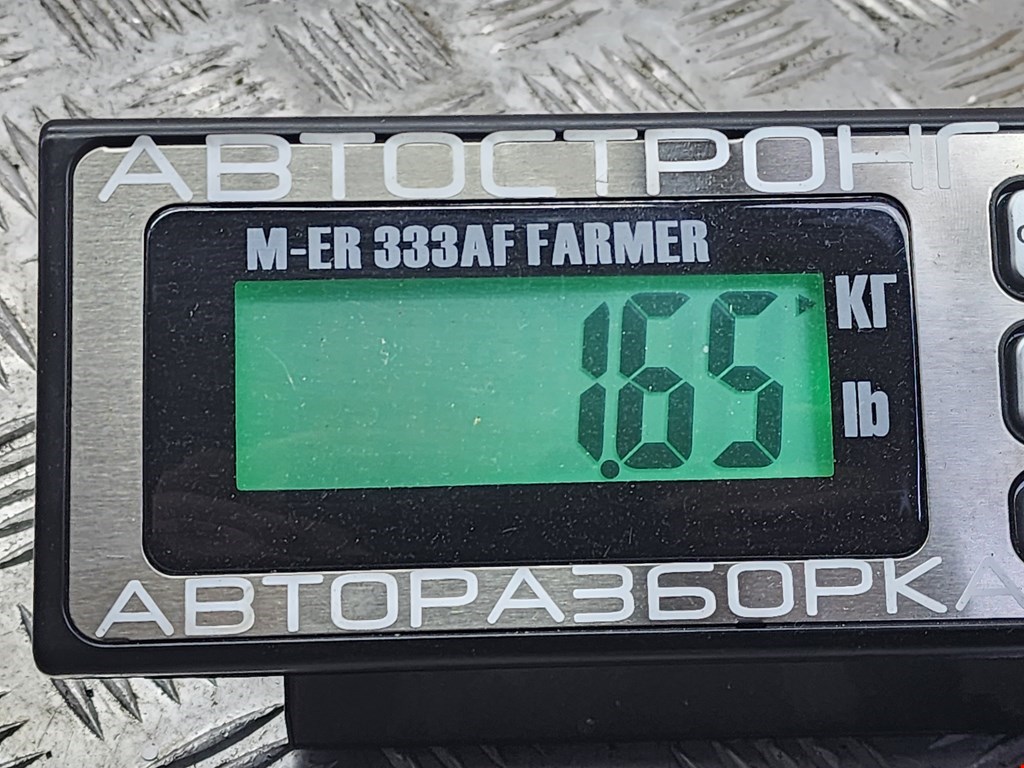 АВТОСТРОНГ
M-ER 333AF FARMER
1.65
КГ
lb
АВТОРАЗБОРКА